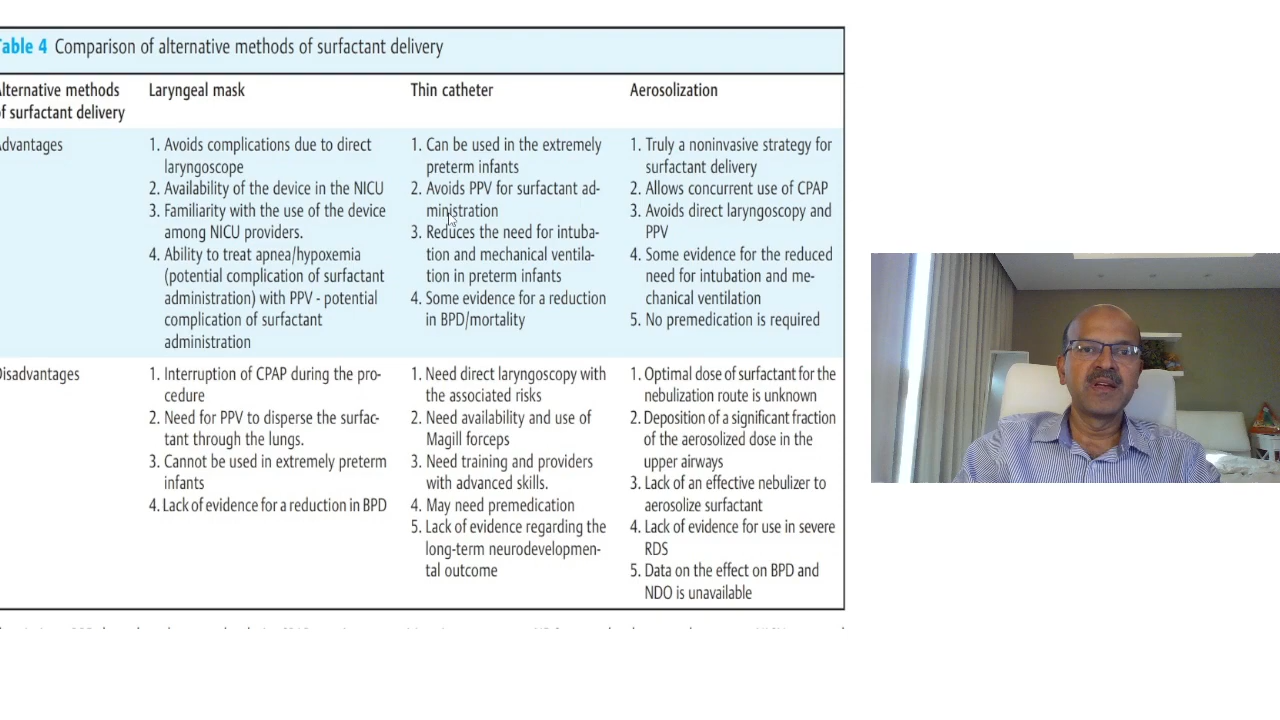 Table 4 Comparison of alternative methods of surfactant delivery
Alternative methods
of surfactant delivery
Laryngeal mask
Thin catheter
Aerosolization
Advantages
1. Avoids complications due to direct
laryngoscope
2. Availability of the device in the NICU
3. Familiarity with the use of the device
among NICU providers.
4. Ability to treat apnea/hypoxemia
(potential complication of surfactant
administration) with PPV - potential
complication of surfactant
administration
1. Can be used in the extremely
preterm infants
2. Avoids PPV for surfactant ad-
ministration
3. Reduces the need for intuba-
tion and mechanical ventila-
tion in preterm infants
4. Some evidence for a reduction
in BPD/mortality
1. Truly a noninvasive strategy for
surfactant delivery
2. Allows concurrent use of CPAP
3. Avoids direct laryngoscopy and
PPV
4. Some evidence for the reduced
need for intubation and me-
chanical ventilation
5. No premedication is required
Disadvantages
1. Interruption of CPAP during the pro-
cedure
2. Need for PPV to disperse the surfac-
tant through the lungs.
3. Cannot be used in extremely preterm
infants
4. Lack of evidence for a reduction in BPD
1. Need direct laryngoscopy with
the associated risks
2. Need availability and use of
Magill forceps
3. Need training and providers
with advanced skills.
4. May need premedication
5. Lack of evidence regarding the
long-term neurodevelopmen-
tal outcome
1. Optimal dose of surfactant for the
nebulization route is unknown
2. Deposition of a significant fraction
of the aerosolized dose in the
upper airways
3. Lack of an effective nebulizer to
aerosolize surfactant
4. Lack of evidence for use in severe
RDS
5. Data on the effect on BPD and
NDO is unavailable